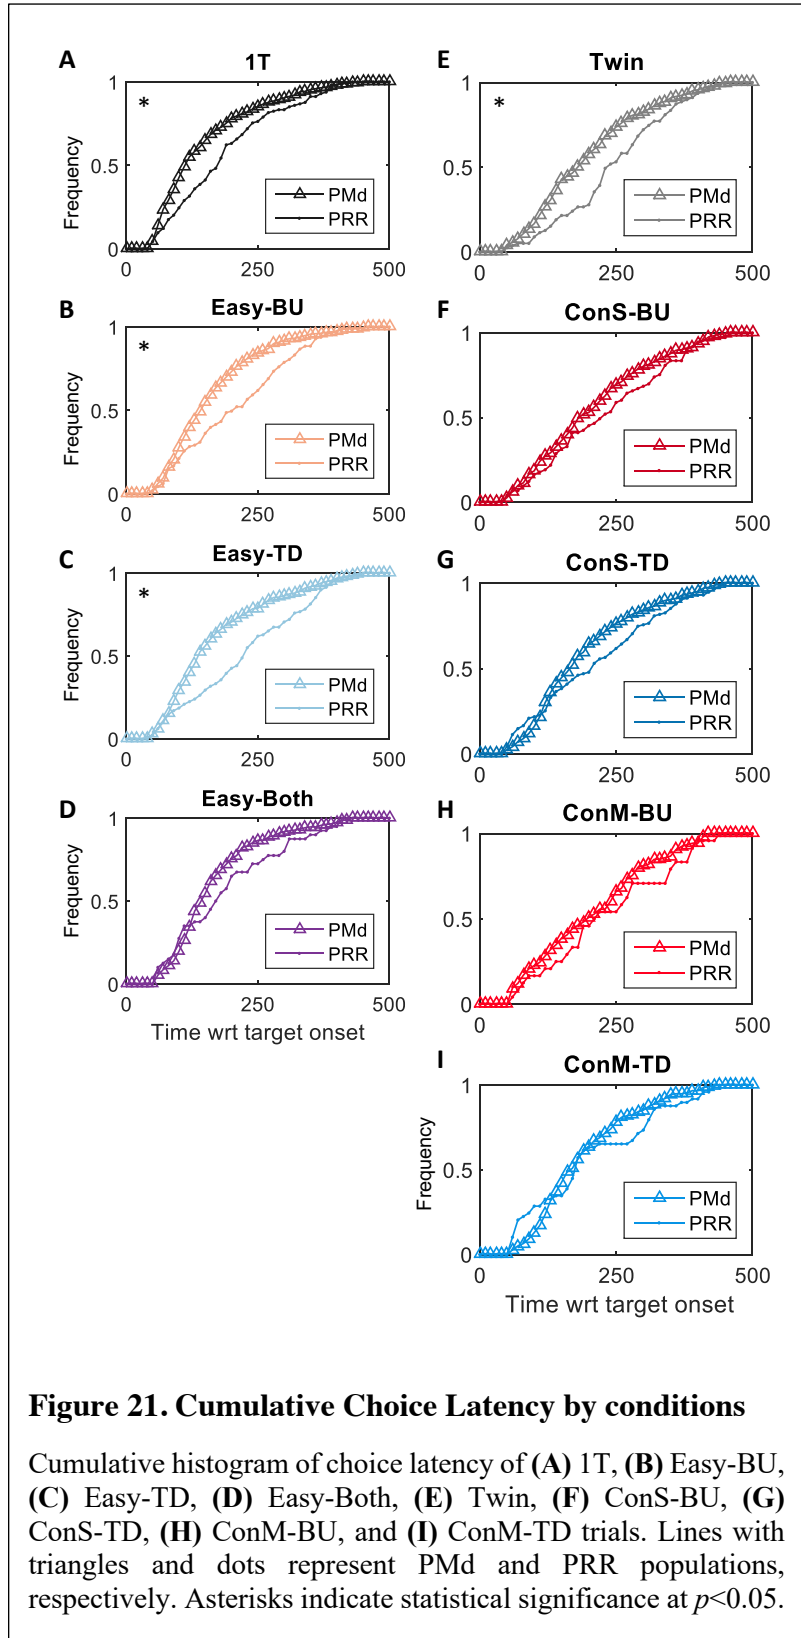 A
1T
1
*
0.5
0
Frequency
PMd
PRR
0
250
500
B
Easy-BU
1
*
0.5
0
Frequency
PMd
PRR
0
250
500
C
Easy-TD
1
*
0.5
0
Frequency
PMd
PRR
0
250
500
D
Easy-Both
1
0.5
0
Frequency
PMd
PRR
0
250
500
Time wrt target onset
E
Twin
1
*
0.5
0
PMd
PRR
0
250
500
F
ConS-BU
1
0.5
0
PMd
PRR
0
250
500
G
ConS-TD
1
0.5
0
PMd
PRR
0
250
500
H
ConM-BU
1
0.5
0
PMd
PRR
0
250
500
I
ConM-TD
1
0.5
0
Frequency
PMd
PRR
0
250
500
Time wrt target onset
Figure 21. Cumulative Choice Latency by conditions
Cumulative histogram of choice latency of (A) 1T, (B) Easy-BU,
(C) Easy-TD, (D) Easy-Both, (E) Twin, (F) ConS-BU, (G)
ConS-TD, (H) ConM-BU, and (I) ConM-TD trials. Lines with
triangles and dots represent PMd and PRR populations,
respectively. Asterisks indicate statistical significance at p<0.05.